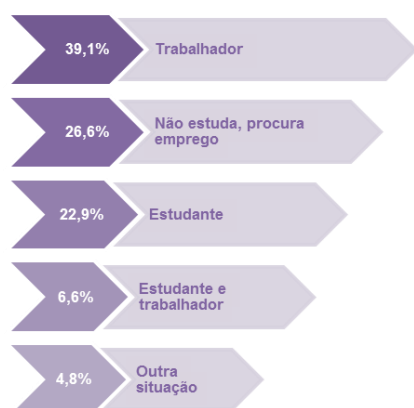 39,1%
Trabalhador
26,6%
Não estuda, procura
emprego
22,9%
Estudante
6,6%
Estudante e
trabalhador
4,8%
Outra
situação